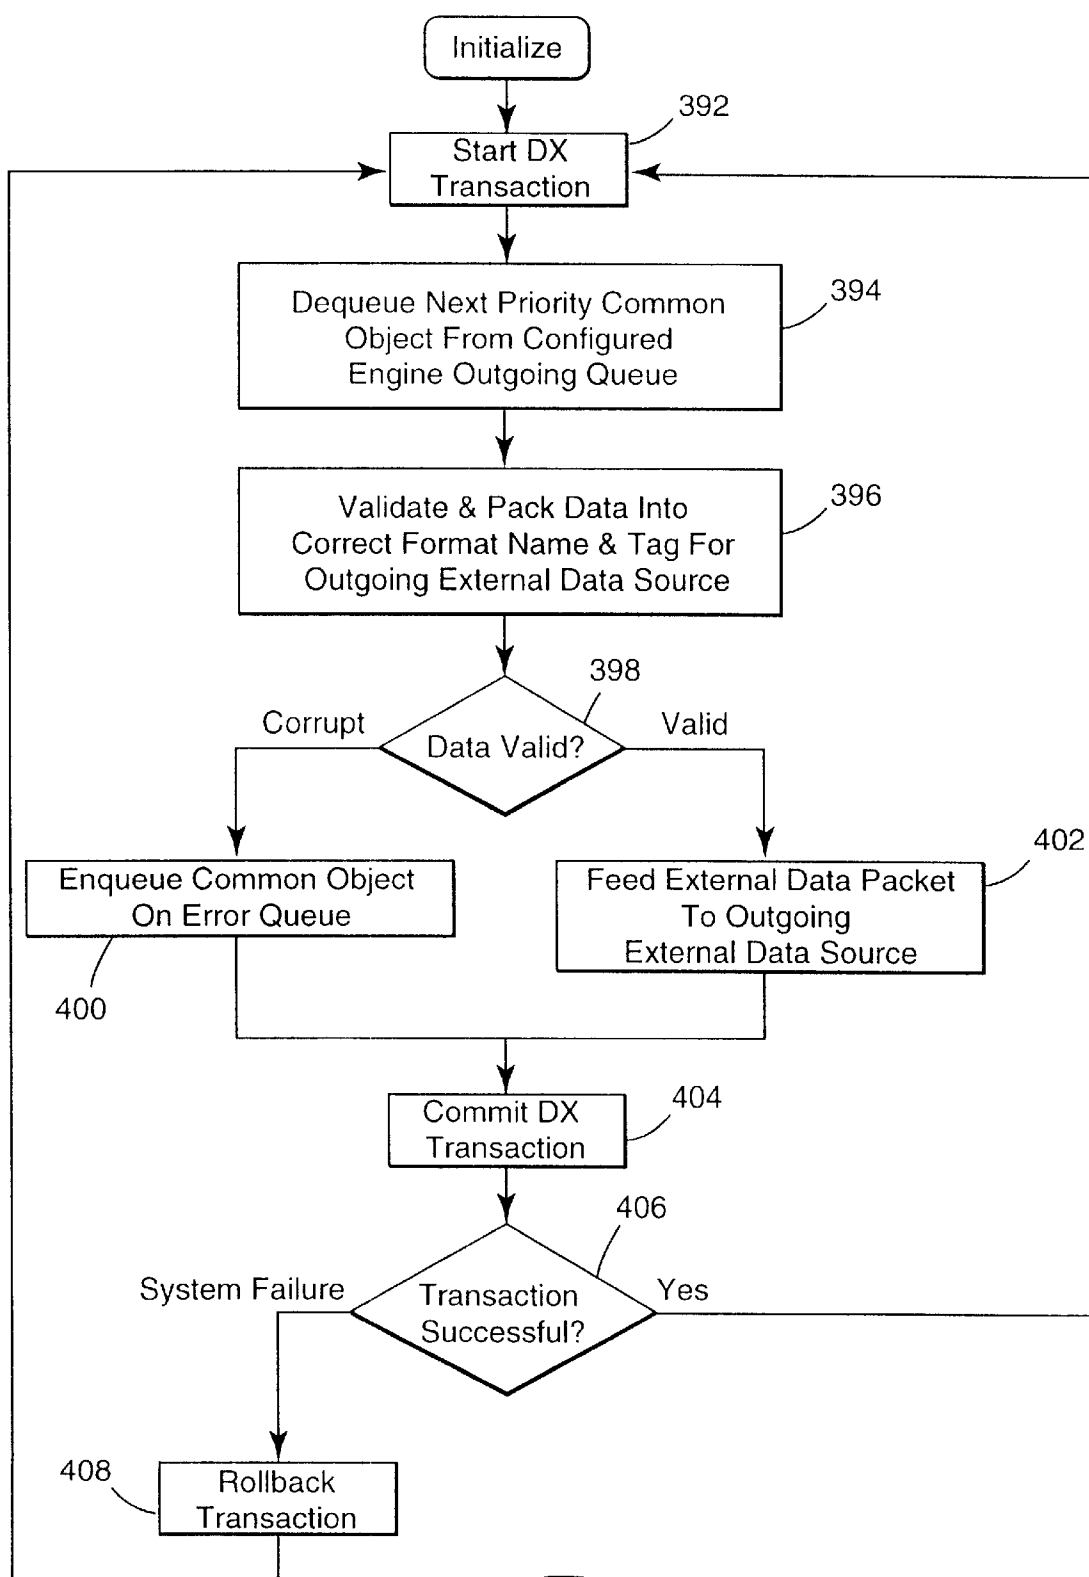 Initialize
392
Start DX
Transaction
394
Dequeue Next Priority Common
Object From Configured
Engine Outgoing Queue
396
Validate & Pack Data Into
Correct Format Name & Tag For
Outgoing External Data Source
398
Corrupt
Data Valid?
Valid
402
Enqueue Common Object
On Error Queue
400
Feed External Data Packet
To Outgoing
External Data Source
404
Commit DX
Transaction
406
System Failure
Transaction
Successful?
Yes
408
Rollback
Transaction